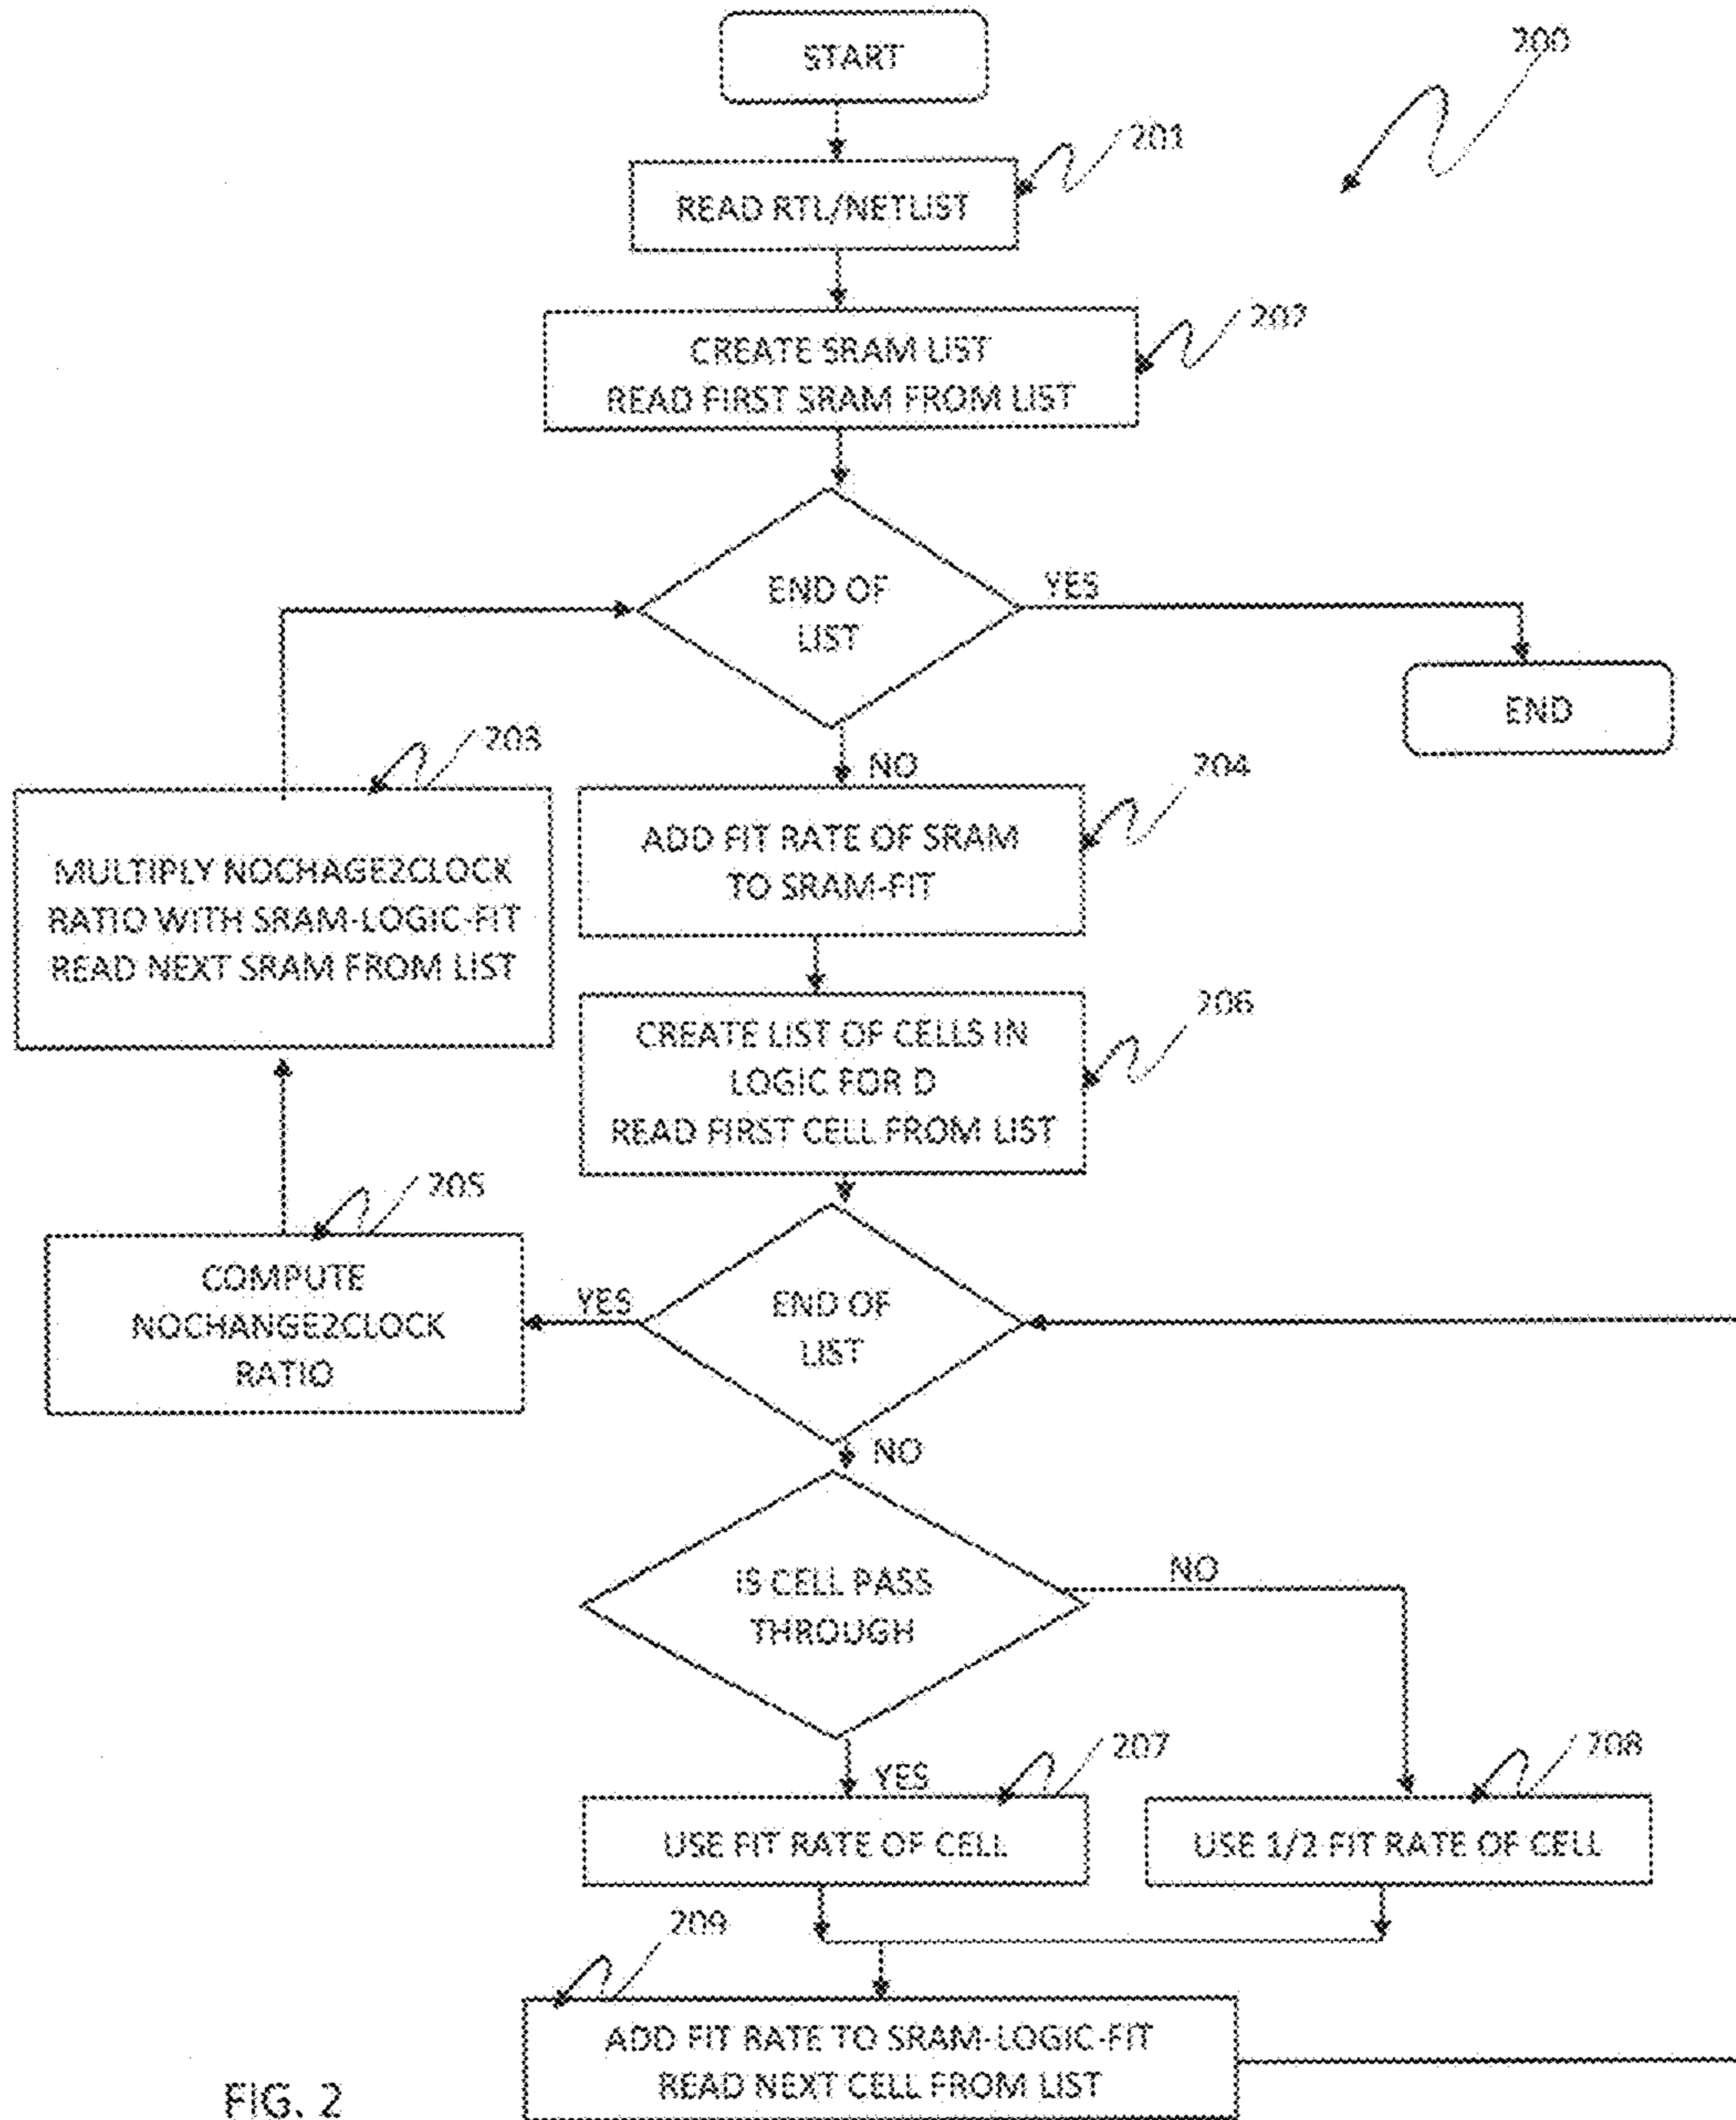 START
200
201
READ RTL/NETLIST
202
CREATE SRAM LIST
READ FIRST SRAM FROM LIST
END OF
LIST
YES
END
203
NO
204
MULTIPLY NOCHAGE2CLOCK
RATIO WITH SRAM-LOGIC-FIT
READ NEXT SRAM FROM LIST
ADD FIT RATE OF SRAM
TO SRAM-FIT
206
CREATE LIST OF CELLS IN
LOGIC FOR D
READ FIRST CELL FROM LIST
205
COMPUTE
NOCHANGE2CLOCK
RATIO
YES
END OF
LIST
NO
IS CELL PASS
THROUGH
NO
YES
207
208
USE FIT RATE OF CELL
USE 1/2 FIT RATE OF CELL
209
ADD FIT RATE TO SRAM-LOGIC-FIT
READ NEXT CELL FROM LIST
FIG. 2